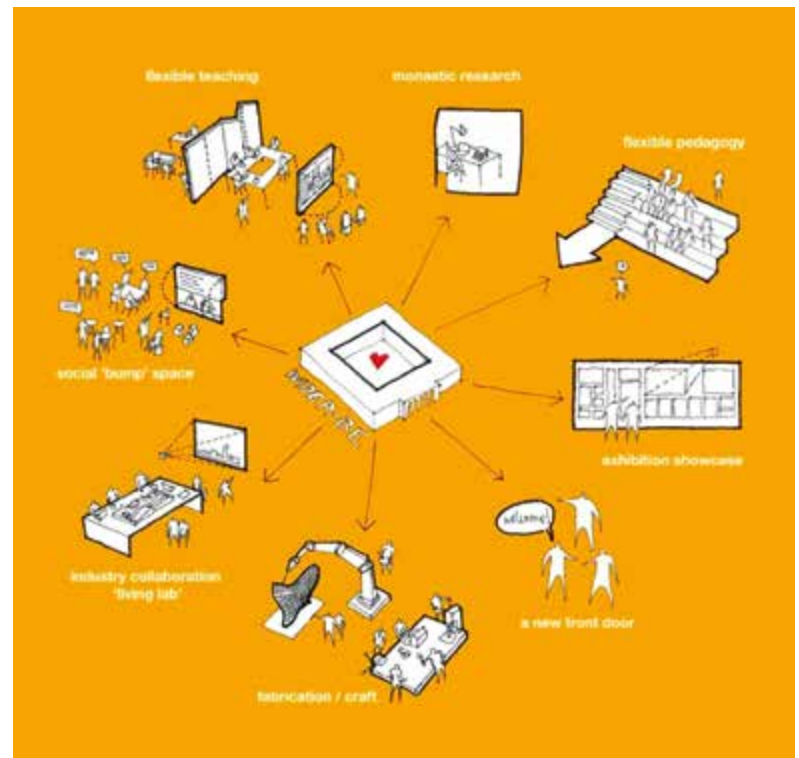 flexible teaching
monastic research
flexible pedagogy
social 'bump' space
exhibition showcase
welcome!
industry collaboration
'living lab'
a new front door
fabrication / craft